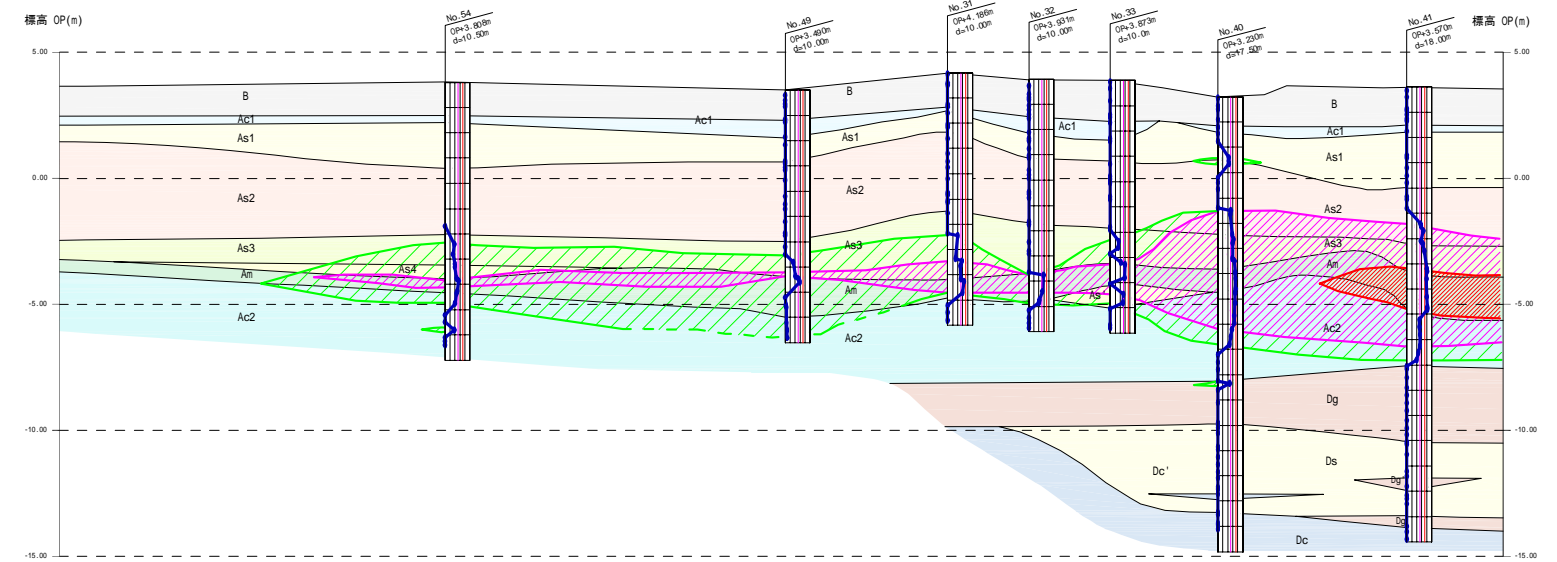 標高 OP(m)
標高 OP(m)
No.54
OP+3.808m
d=10.50m
No.49
OP+3.490m
d=10.00m
No.31
OP+4.186m
d=10.00m
No.32
OP+3.931m
d=10.00m
No.33
OP+3.873m
d=10.0m
No.40
OP+3.230m
d=17.50m
No.41
OP+3.570m
d=18.00m
5.00
5.00
B
B
B
Ac1
Ac1
Ac1
Ac1
As1
As1
As1
0.00
0.00
As2
As2
As2
As3
As3
As3
As4
Am
Am
Am
As'
-5.00
-5.00
Ac2
Ac2
Ac2
Dg
-10.00
-10.00
Dc'
Ds
Dg'
Dg
Dc
-15.00
-15.00